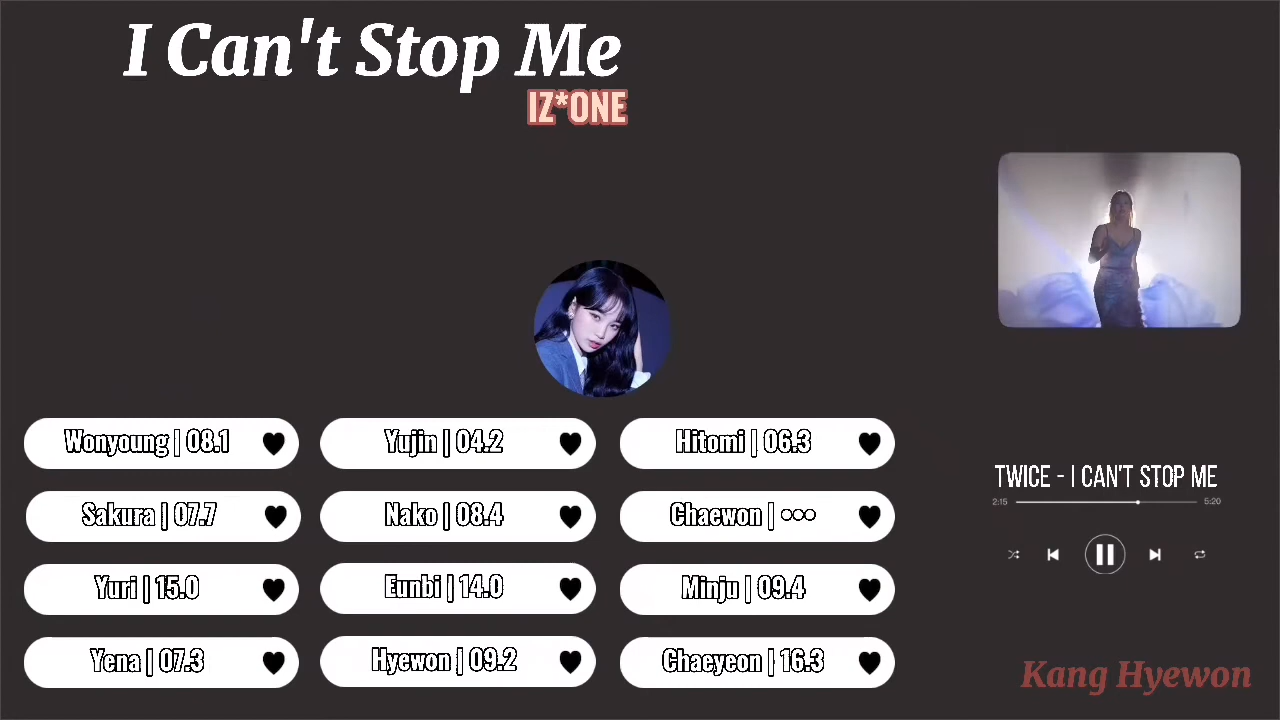 I Can't Stop Me
IZ*ONE
Wonyoung | 08.1
Yujin | 04.2
Hitomi | 06.3
Sakura | 07.7
Nako | 08.4
Chaewon | ○○○
Yuri | 15.0
Eunbi | 14.0
Minju | 09.4
Yena | 07.3
Hyewon | 09.2
Chaeyeon | 16.3
TWICE - I CAN'T STOP ME
2:15 5:20
Kang Hyewon